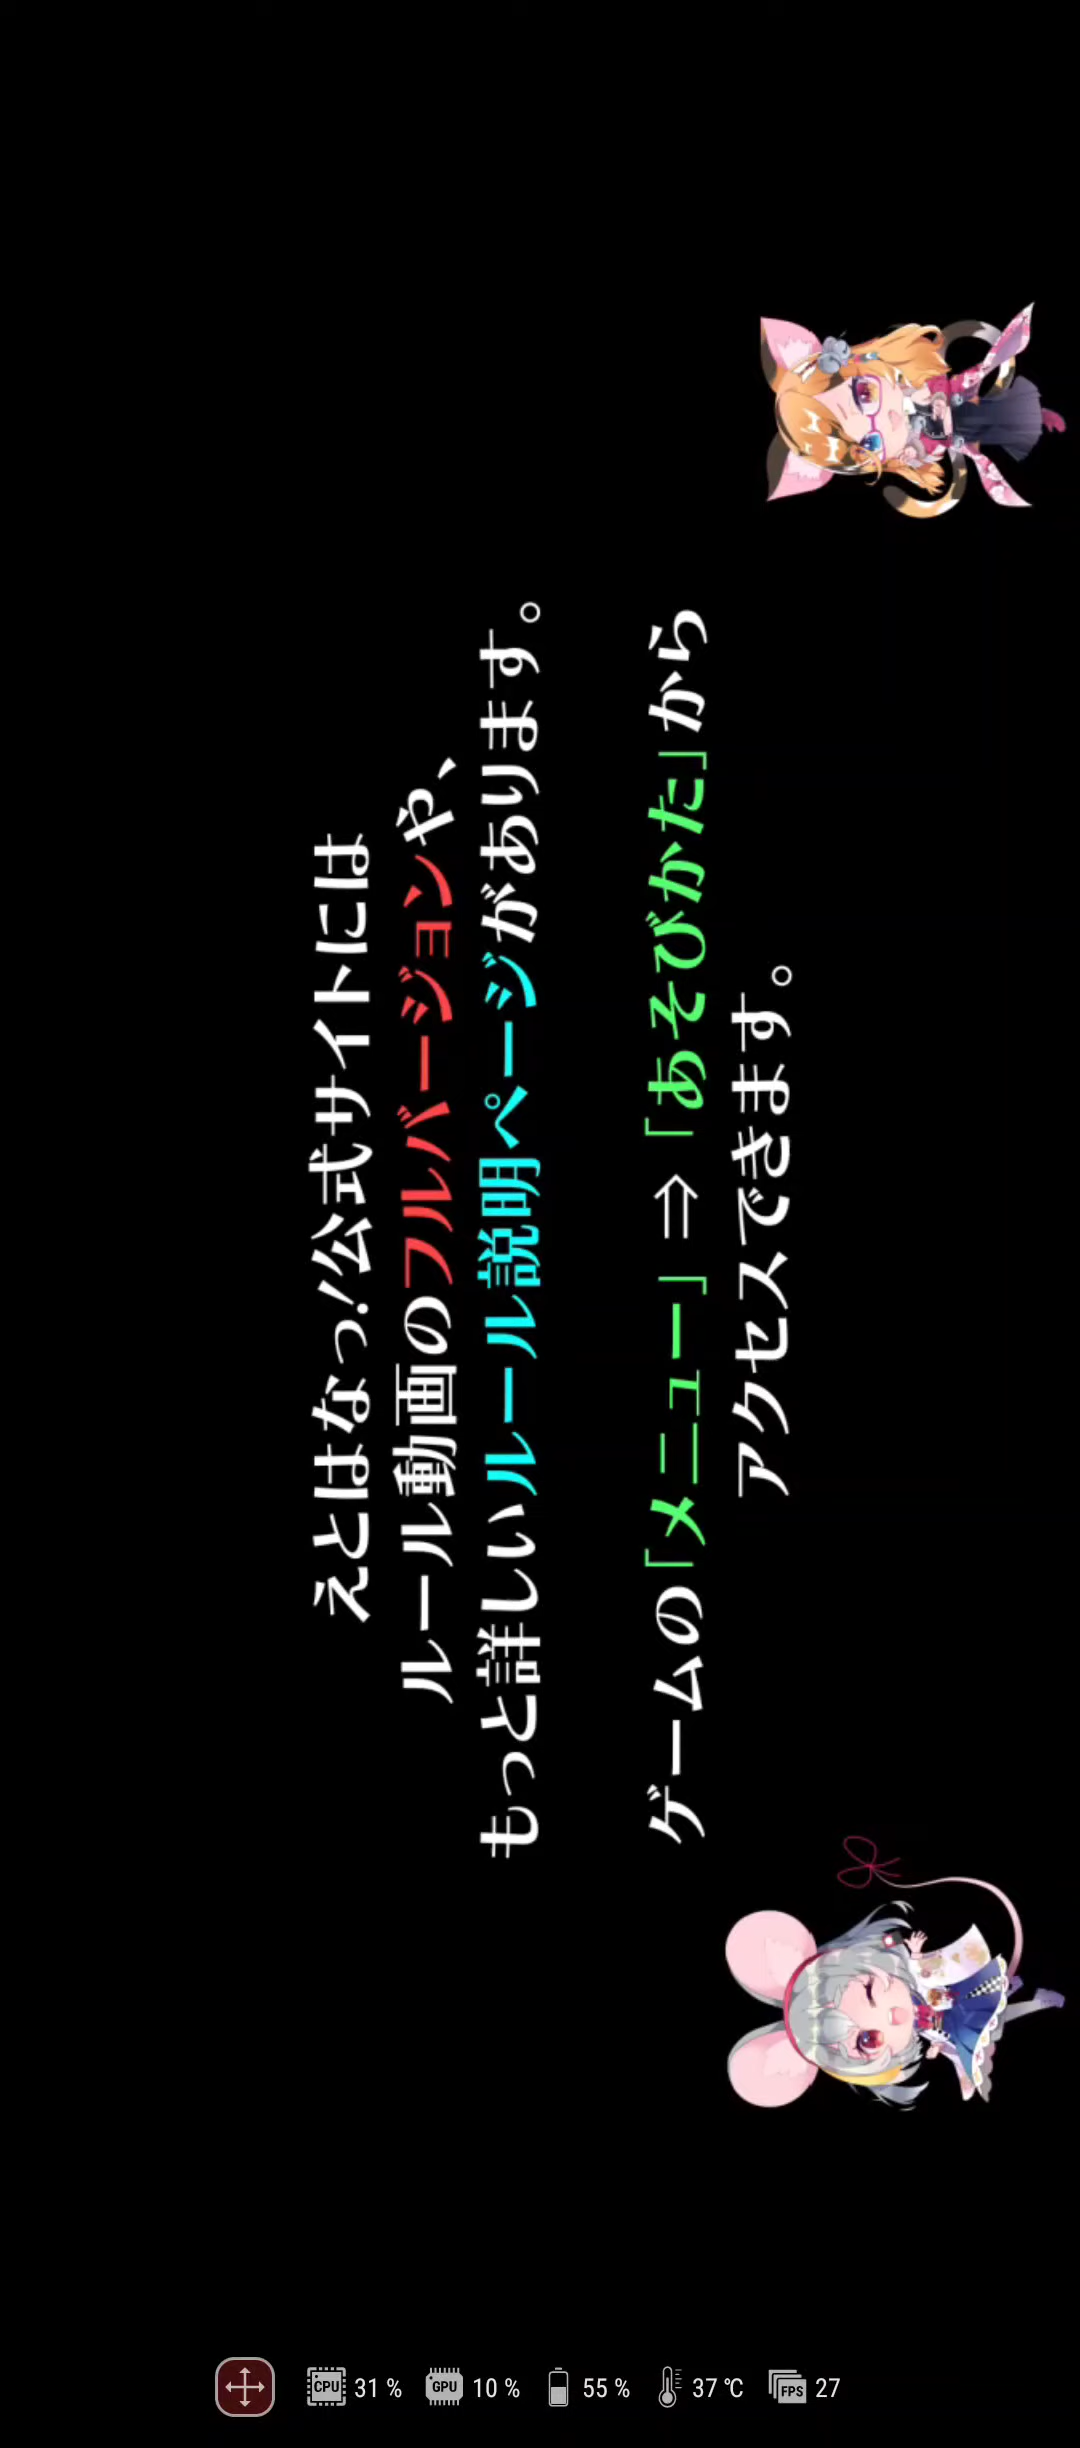 えとはなっ!公式サイトには
ルール動画のフルバージョンや、
もっと詳しいルール説明ページがあります。
ゲームの「メニュー」⇒「あそびかた」から
アクセスできます。
CPU 31 % GPU 10 % 55 % 37 ℃ FPS 27